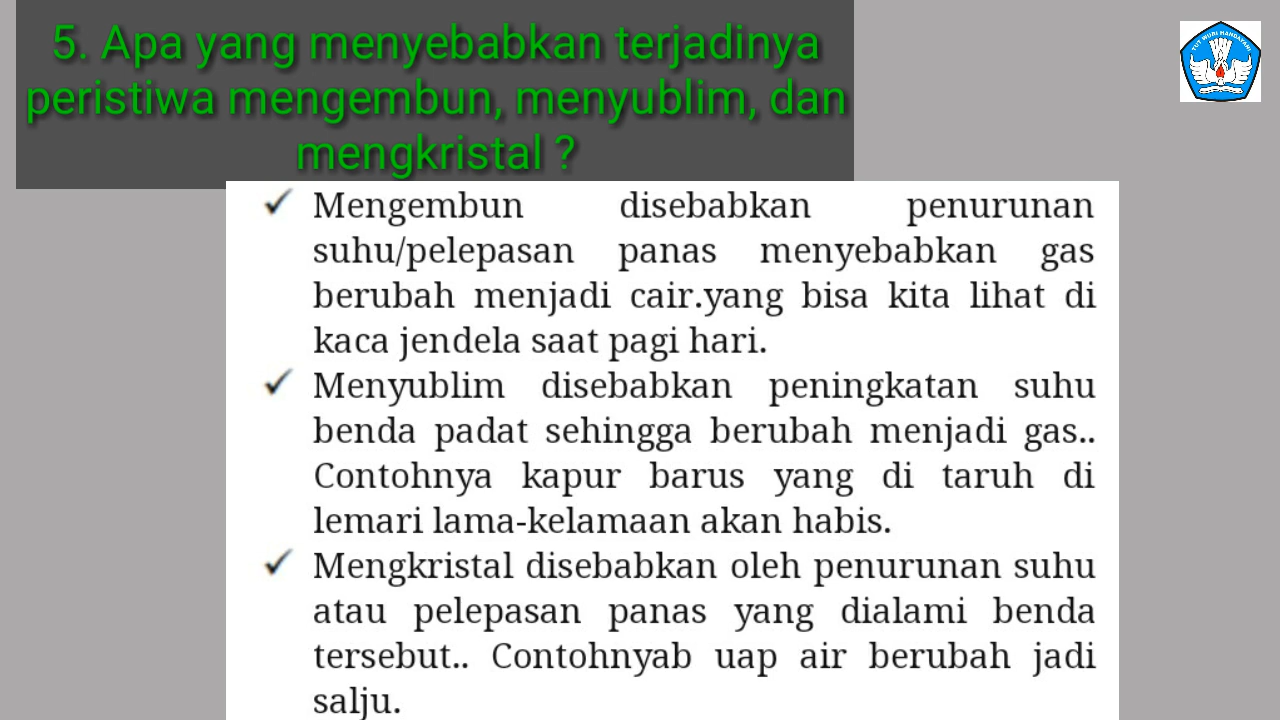 5. Apa yang menyebabkan terjadinya
peristiwa mengembun, menyublim, dan
mengkristal ?
TUT WURI HANDAYANI
✓ Mengembun disebabkan penurunan
suhu/pelepasan panas menyebabkan gas
berubah menjadi cair.yang bisa kita lihat di
kaca jendela saat pagi hari.
✓ Menyublim disebabkan peningkatan suhu
benda padat sehingga berubah menjadi gas..
Contohnya kapur barus yang di taruh di
lemari lama-kelamaan akan habis.
✓ Mengkristal disebabkan oleh penurunan suhu
atau pelepasan panas yang dialami benda
tersebut.. Contohnyab uap air berubah jadi
salju.